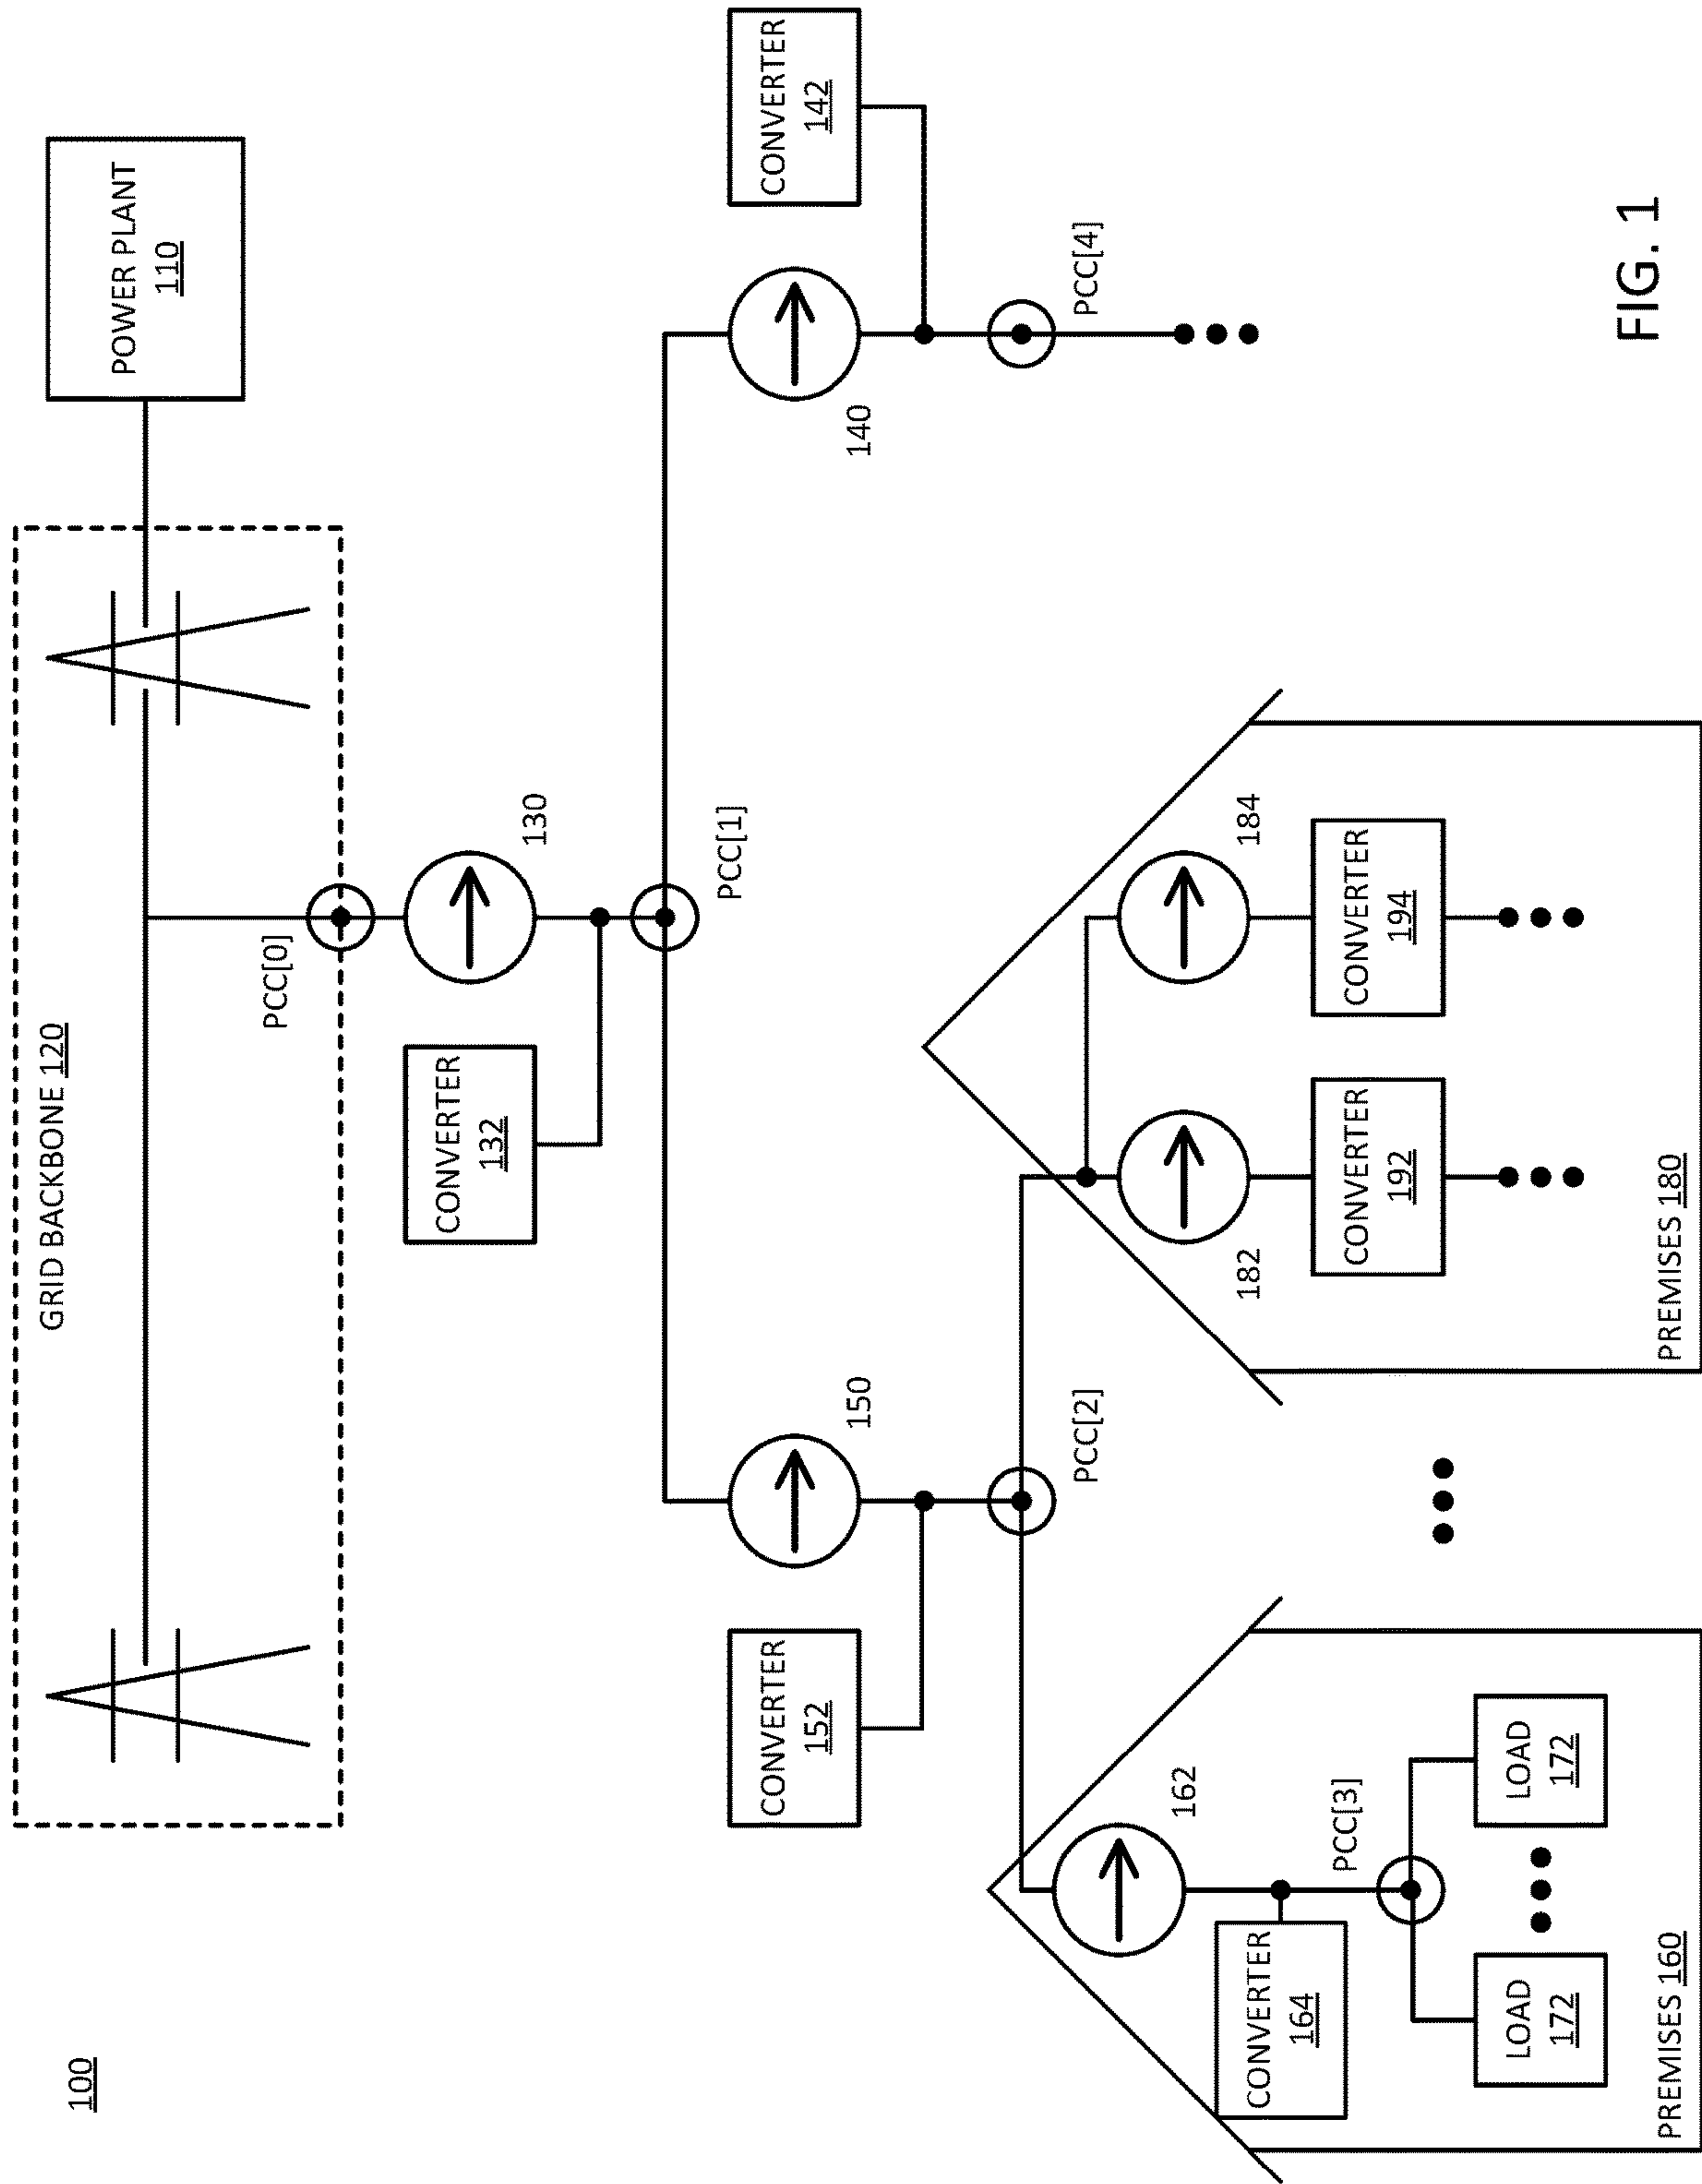 100
GRID BACKBONE 120
POWER PLANT
110
PCC[0]
130
CONVERTER
132
PCC[1]
150
140
CONVERTER
152
CONVERTER
142
PCC[2]
PCC[4]
162
CONVERTER
164
PCC[3]
LOAD
172
LOAD
172
PREMISES 160
182
184
CONVERTER
192
CONVERTER
194
PREMISES 180
FIG. 1